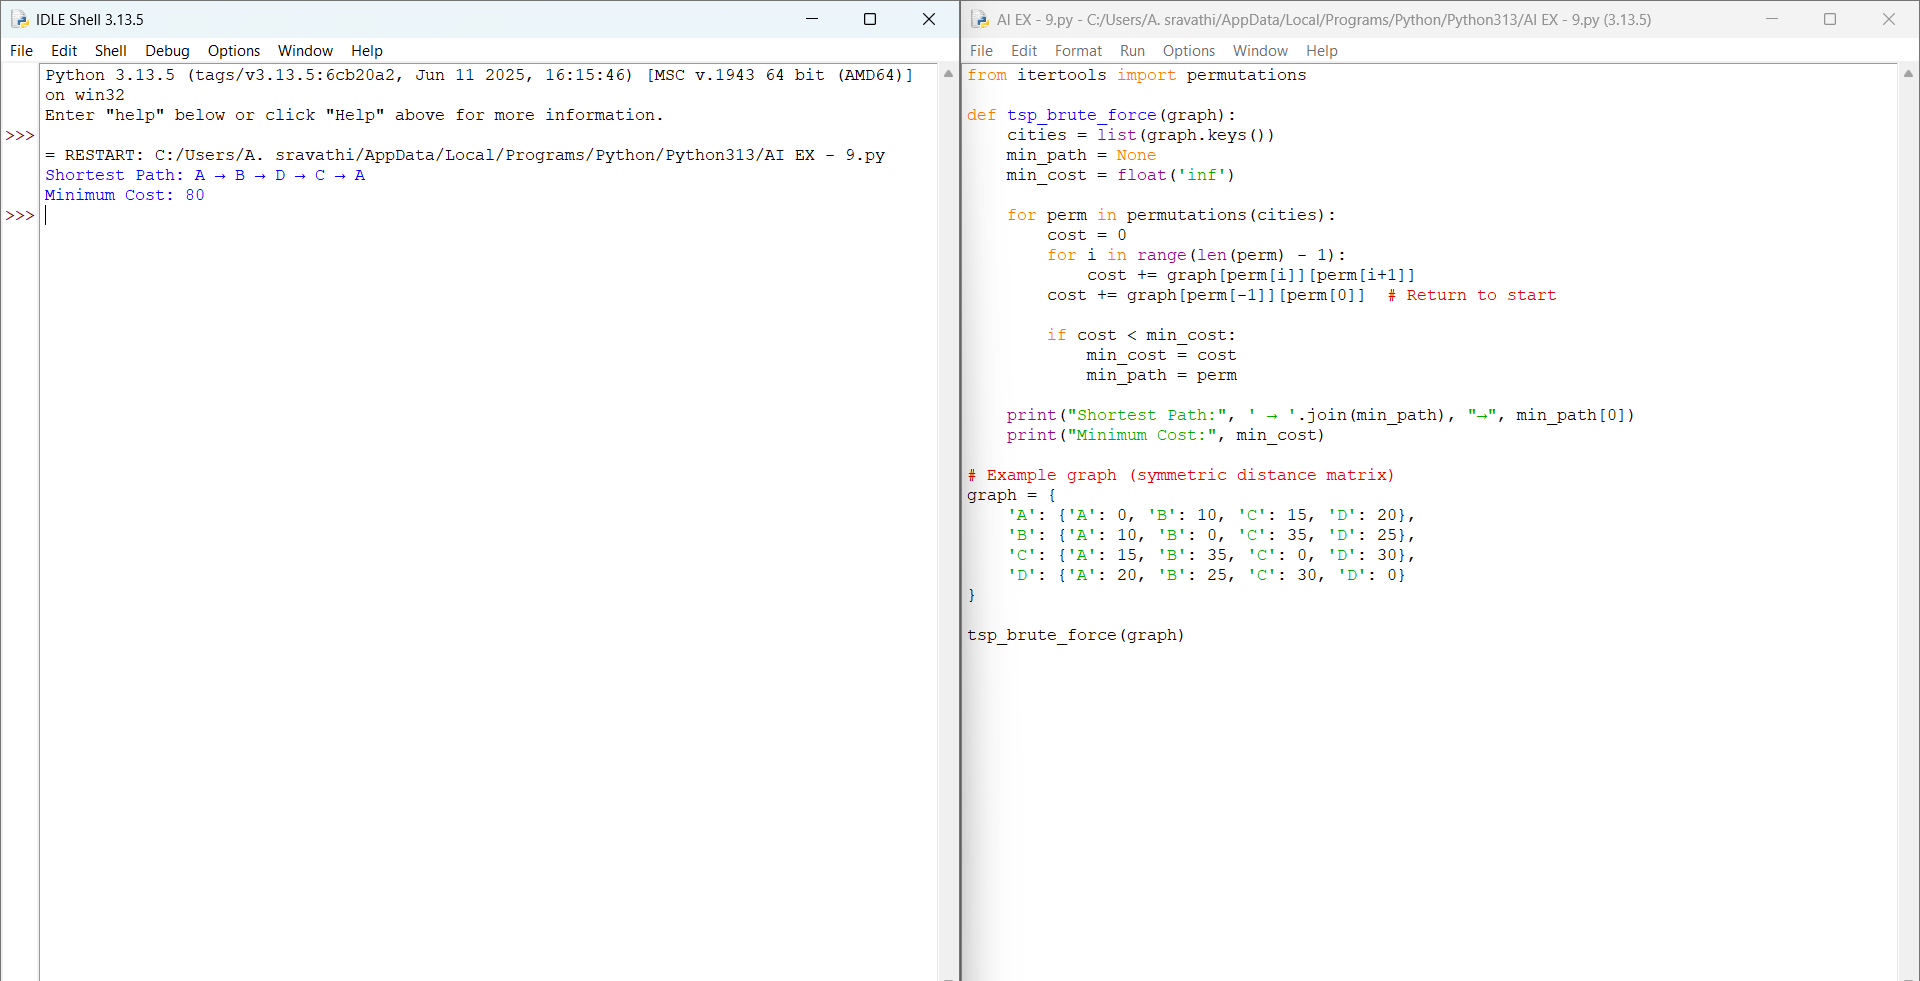 IDLE Shell 3.13.5
File Edit Shell Debug Options Window Help
Python 3.13.5 (tags/v3.13.5:6cb20a2, Jun 11 2025, 16:15:46) [MSC v.1943 64 bit (AMD64)]
on win32
Enter "help" below or click "Help" above for more information.
>>>
= RESTART: C:/Users/A. sravathi/AppData/Local/Programs/Python/Python313/AI EX - 9.py
Shortest Path: A → B → D → C → A
Minimum Cost: 80
>>>
AI EX - 9.py - C:/Users/A. sravathi/AppData/Local/Programs/Python/Python313/AI EX - 9.py (3.13.5)
File Edit Format Run Options Window Help
from itertools import permutations

def tsp_brute_force(graph):
    cities = list(graph.keys())
    min_path = None
    min_cost = float('inf')

    for perm in permutations(cities):
        cost = 0
        for i in range(len(perm) - 1):
            cost += graph[perm[i]][perm[i+1]]
        cost += graph[perm[-1]][perm[0]]  # Return to start

        if cost < min_cost:
            min_cost = cost
            min_path = perm

    print("Shortest Path:", ' → '.join(min_path), "→", min_path[0])
    print("Minimum Cost:", min_cost)

# Example graph (symmetric distance matrix)
graph = {
    'A': {'A': 0, 'B': 10, 'C': 15, 'D': 20},
    'B': {'A': 10, 'B': 0, 'C': 35, 'D': 25},
    'C': {'A': 15, 'B': 35, 'C': 0, 'D': 30},
    'D': {'A': 20, 'B': 25, 'C': 30, 'D': 0}
}

tsp_brute_force(graph)